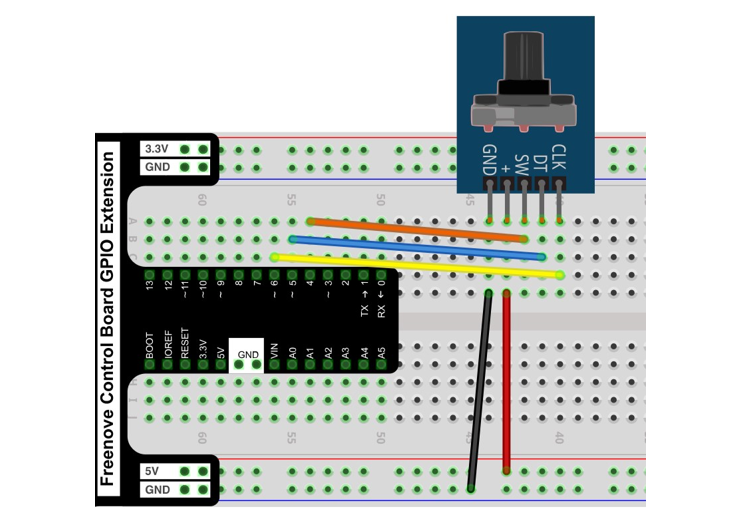 Freenove Control Board GPIO Extension
3.3V
GND
GND
+
SW
DT
CLK
60
55
50
45
A
B
C
13
12
~11
~10
~ 9
8
7
~ 6
~ 5
4
~ 3
2
TX → 1
RX ← 0
BOOT
IOREF
RESET
3.3V
5V
GND
VIN
A0
A1
A2
A3
A4
A5
H
I
J
60
55
50
45
40
5V
GND